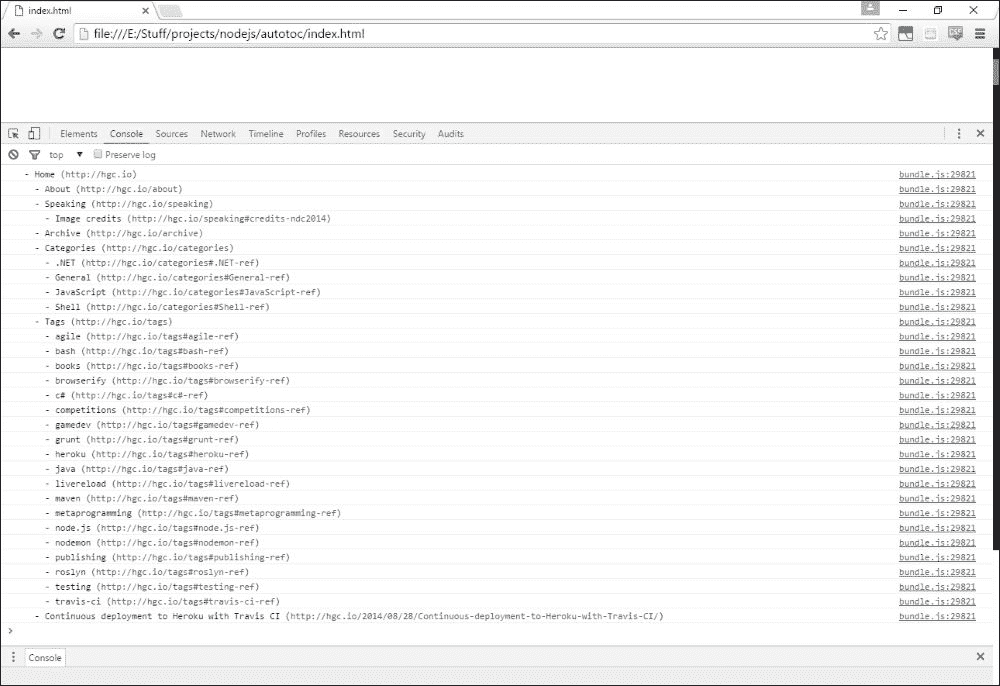 index.html
file:///E:/Stuff/projects/nodejs/autotoc/index.html
Elements Console Sources Network Timeline Profiles Resources Security Audits
top Preserve log
- Home (http://hgc.io) bundle.js:29821
- About (http://hgc.io/about) bundle.js:29821
- Speaking (http://hgc.io/speaking) bundle.js:29821
- Image credits (http://hgc.io/speaking#credits-ndc2014) bundle.js:29821
- Archive (http://hgc.io/archive) bundle.js:29821
- Categories (http://hgc.io/categories) bundle.js:29821
- .NET (http://hgc.io/categories#.NET-ref) bundle.js:29821
- General (http://hgc.io/categories#General-ref) bundle.js:29821
- JavaScript (http://hgc.io/categories#JavaScript-ref) bundle.js:29821
- Shell (http://hgc.io/categories#Shell-ref) bundle.js:29821
- Tags (http://hgc.io/tags) bundle.js:29821
- agile (http://hgc.io/tags#agile-ref) bundle.js:29821
- bash (http://hgc.io/tags#bash-ref) bundle.js:29821
- books (http://hgc.io/tags#books-ref) bundle.js:29821
- browserify (http://hgc.io/tags#browserify-ref) bundle.js:29821
- c# (http://hgc.io/tags#c#-ref) bundle.js:29821
- competitions (http://hgc.io/tags#competitions-ref) bundle.js:29821
- gamedev (http://hgc.io/tags#gamedev-ref) bundle.js:29821
- grunt (http://hgc.io/tags#grunt-ref) bundle.js:29821
- heroku (http://hgc.io/tags#heroku-ref) bundle.js:29821
- java (http://hgc.io/tags#java-ref) bundle.js:29821
- livereload (http://hgc.io/tags#livereload-ref) bundle.js:29821
- maven (http://hgc.io/tags#maven-ref) bundle.js:29821
- metaprogramming (http://hgc.io/tags#metaprogramming-ref) bundle.js:29821
- node.js (http://hgc.io/tags#node.js-ref) bundle.js:29821
- nodemon (http://hgc.io/tags#nodemon-ref) bundle.js:29821
- publishing (http://hgc.io/tags#publishing-ref) bundle.js:29821
- roslyn (http://hgc.io/tags#roslyn-ref) bundle.js:29821
- testing (http://hgc.io/tags#testing-ref) bundle.js:29821
- travis-ci (http://hgc.io/tags#travis-ci-ref) bundle.js:29821
- Continuous deployment to Heroku with Travis CI (http://hgc.io/2014/08/28/Continuous-deployment-to-Heroku-with-Travis-CI/) bundle.js:29821
>
Console